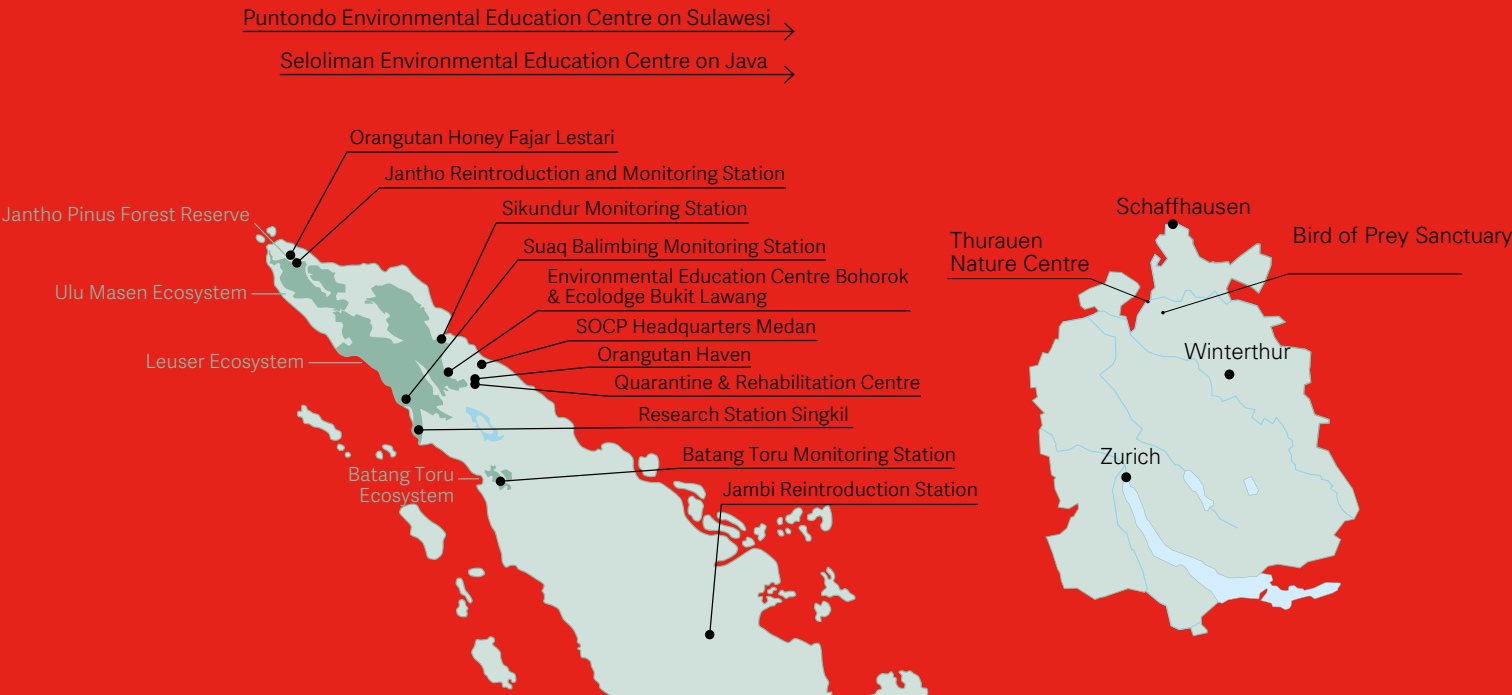 Puntondo Environmental Education Centre on Sulawesi
Seloliman Environmental Education Centre on Java
Orangutan Honey Fajar Lestari
Jantho Reintroduction and Monitoring Station
Jantho Pinus Forest Reserve
Sikundur Monitoring Station
Suaq Balimbing Monitoring Station
Environmental Education Centre Bohorok
& Ecolodge Bukit Lawang
Ulu Masen Ecosystem
SOCP Headquarters Medan
Orangutan Haven
Leuser Ecosystem
Quarantine & Rehabilitation Centre
Research Station Singkil
Batang Toru Monitoring Station
Batang Toru
Ecosystem
Jambi Reintroduction Station
Schaffhausen
Thurauen
Nature Centre
Bird of Prey Sanctuary
Winterthur
Zurich